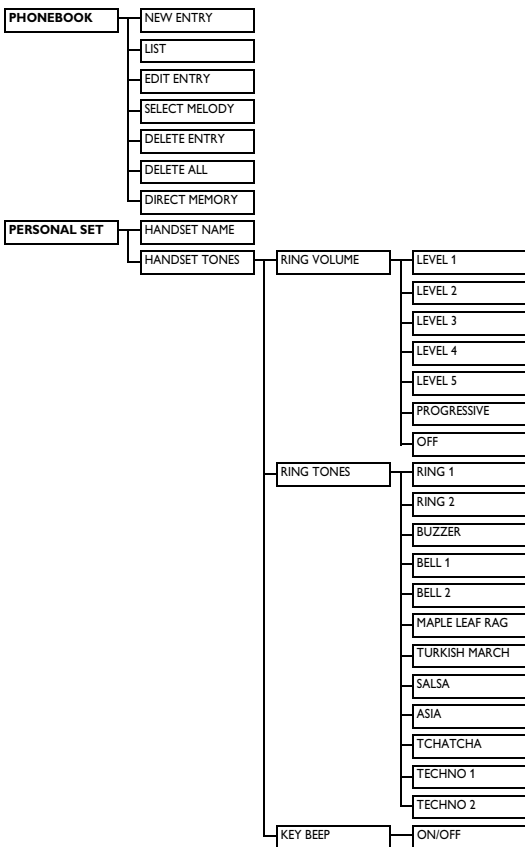 PHONEBOOK NEW ENTRY
LIST
EDIT ENTRY
SELECT MELODY
DELETE ENTRY
DELETE ALL
DIRECT MEMORY
PERSONAL SET HANDSET NAME
HANDSET TONES RING VOLUME LEVEL 1
LEVEL 2
LEVEL 3
LEVEL 4
LEVEL 5
PROGRESSIVE
OFF
RING TONES RING 1
RING 2
BUZZER
BELL 1
BELL 2
MAPLE LEAF RAG
TURKISH MARCH
SALSA
ASIA
TCHATCHA
TECHNO 1
TECHNO 2
KEY BEEP ON/OFF